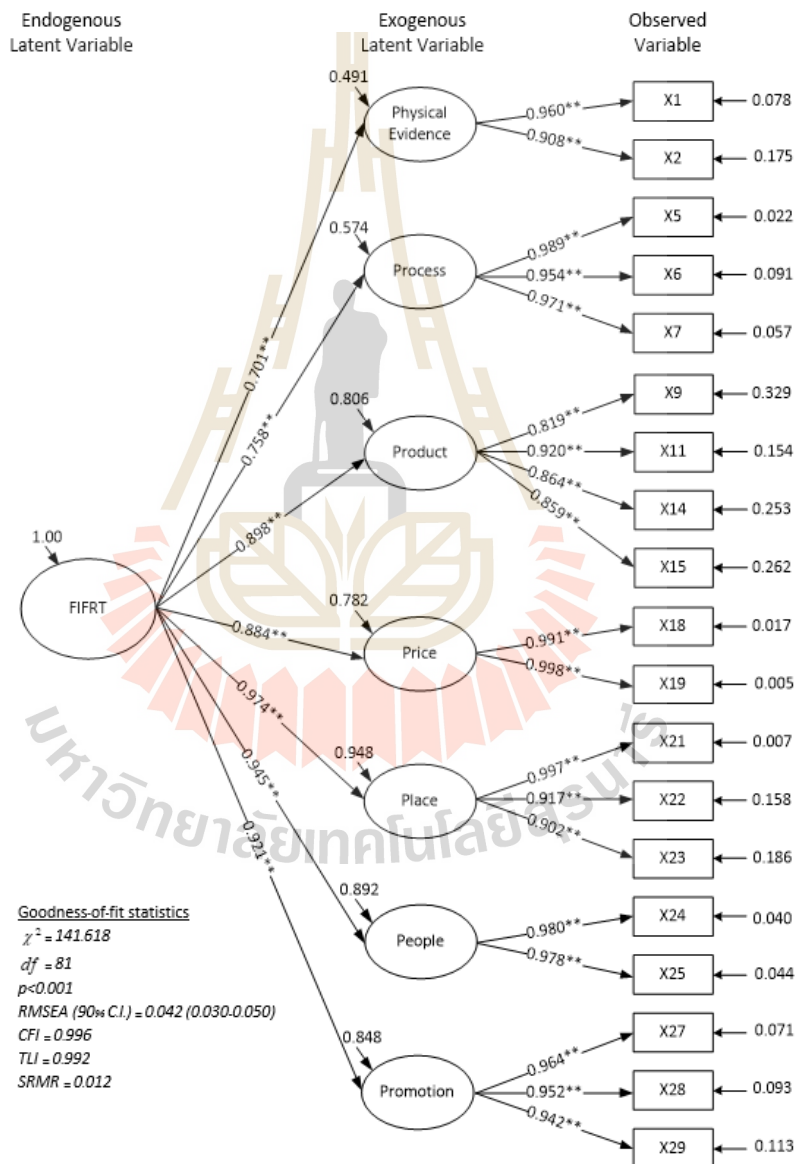 Endogenous
Latent Variable
Exogenous
Latent Variable
Observed
Variable
0.491
Physical
Evidence
0.960**
X1
0.078
0.908**
X2
0.175
0.574
Process
0.989**
X5
0.022
0.954**
X6
0.091
0.971**
X7
0.057
0.701**
0.758**
0.806
Product
0.819**
X9
0.329
0.920**
X11
0.154
0.864**
X14
0.253
0.859**
X15
0.262
0.898**
1.00
FIFRT
0.884**
0.782
Price
0.991**
X18
0.017
0.998**
X19
0.005
0.974**
0.948
Place
0.997**
X21
0.007
0.917**
X22
0.158
0.902**
X23
0.186
0.945**
0.892
People
0.980**
X24
0.040
0.978**
X25
0.044
0.921**
0.848
Promotion
0.964**
X27
0.071
0.952**
X28
0.093
0.942**
X29
0.113
มหาวิทยาลัยเทคโนโลยีสุรนารี
Goodness-of-fit statistics
χ² = 141.618
df = 81
p<0.001
RMSEA (90% C.I.) = 0.042 (0.030-0.050)
CFI = 0.996
TLI = 0.992
SRMR = 0.012